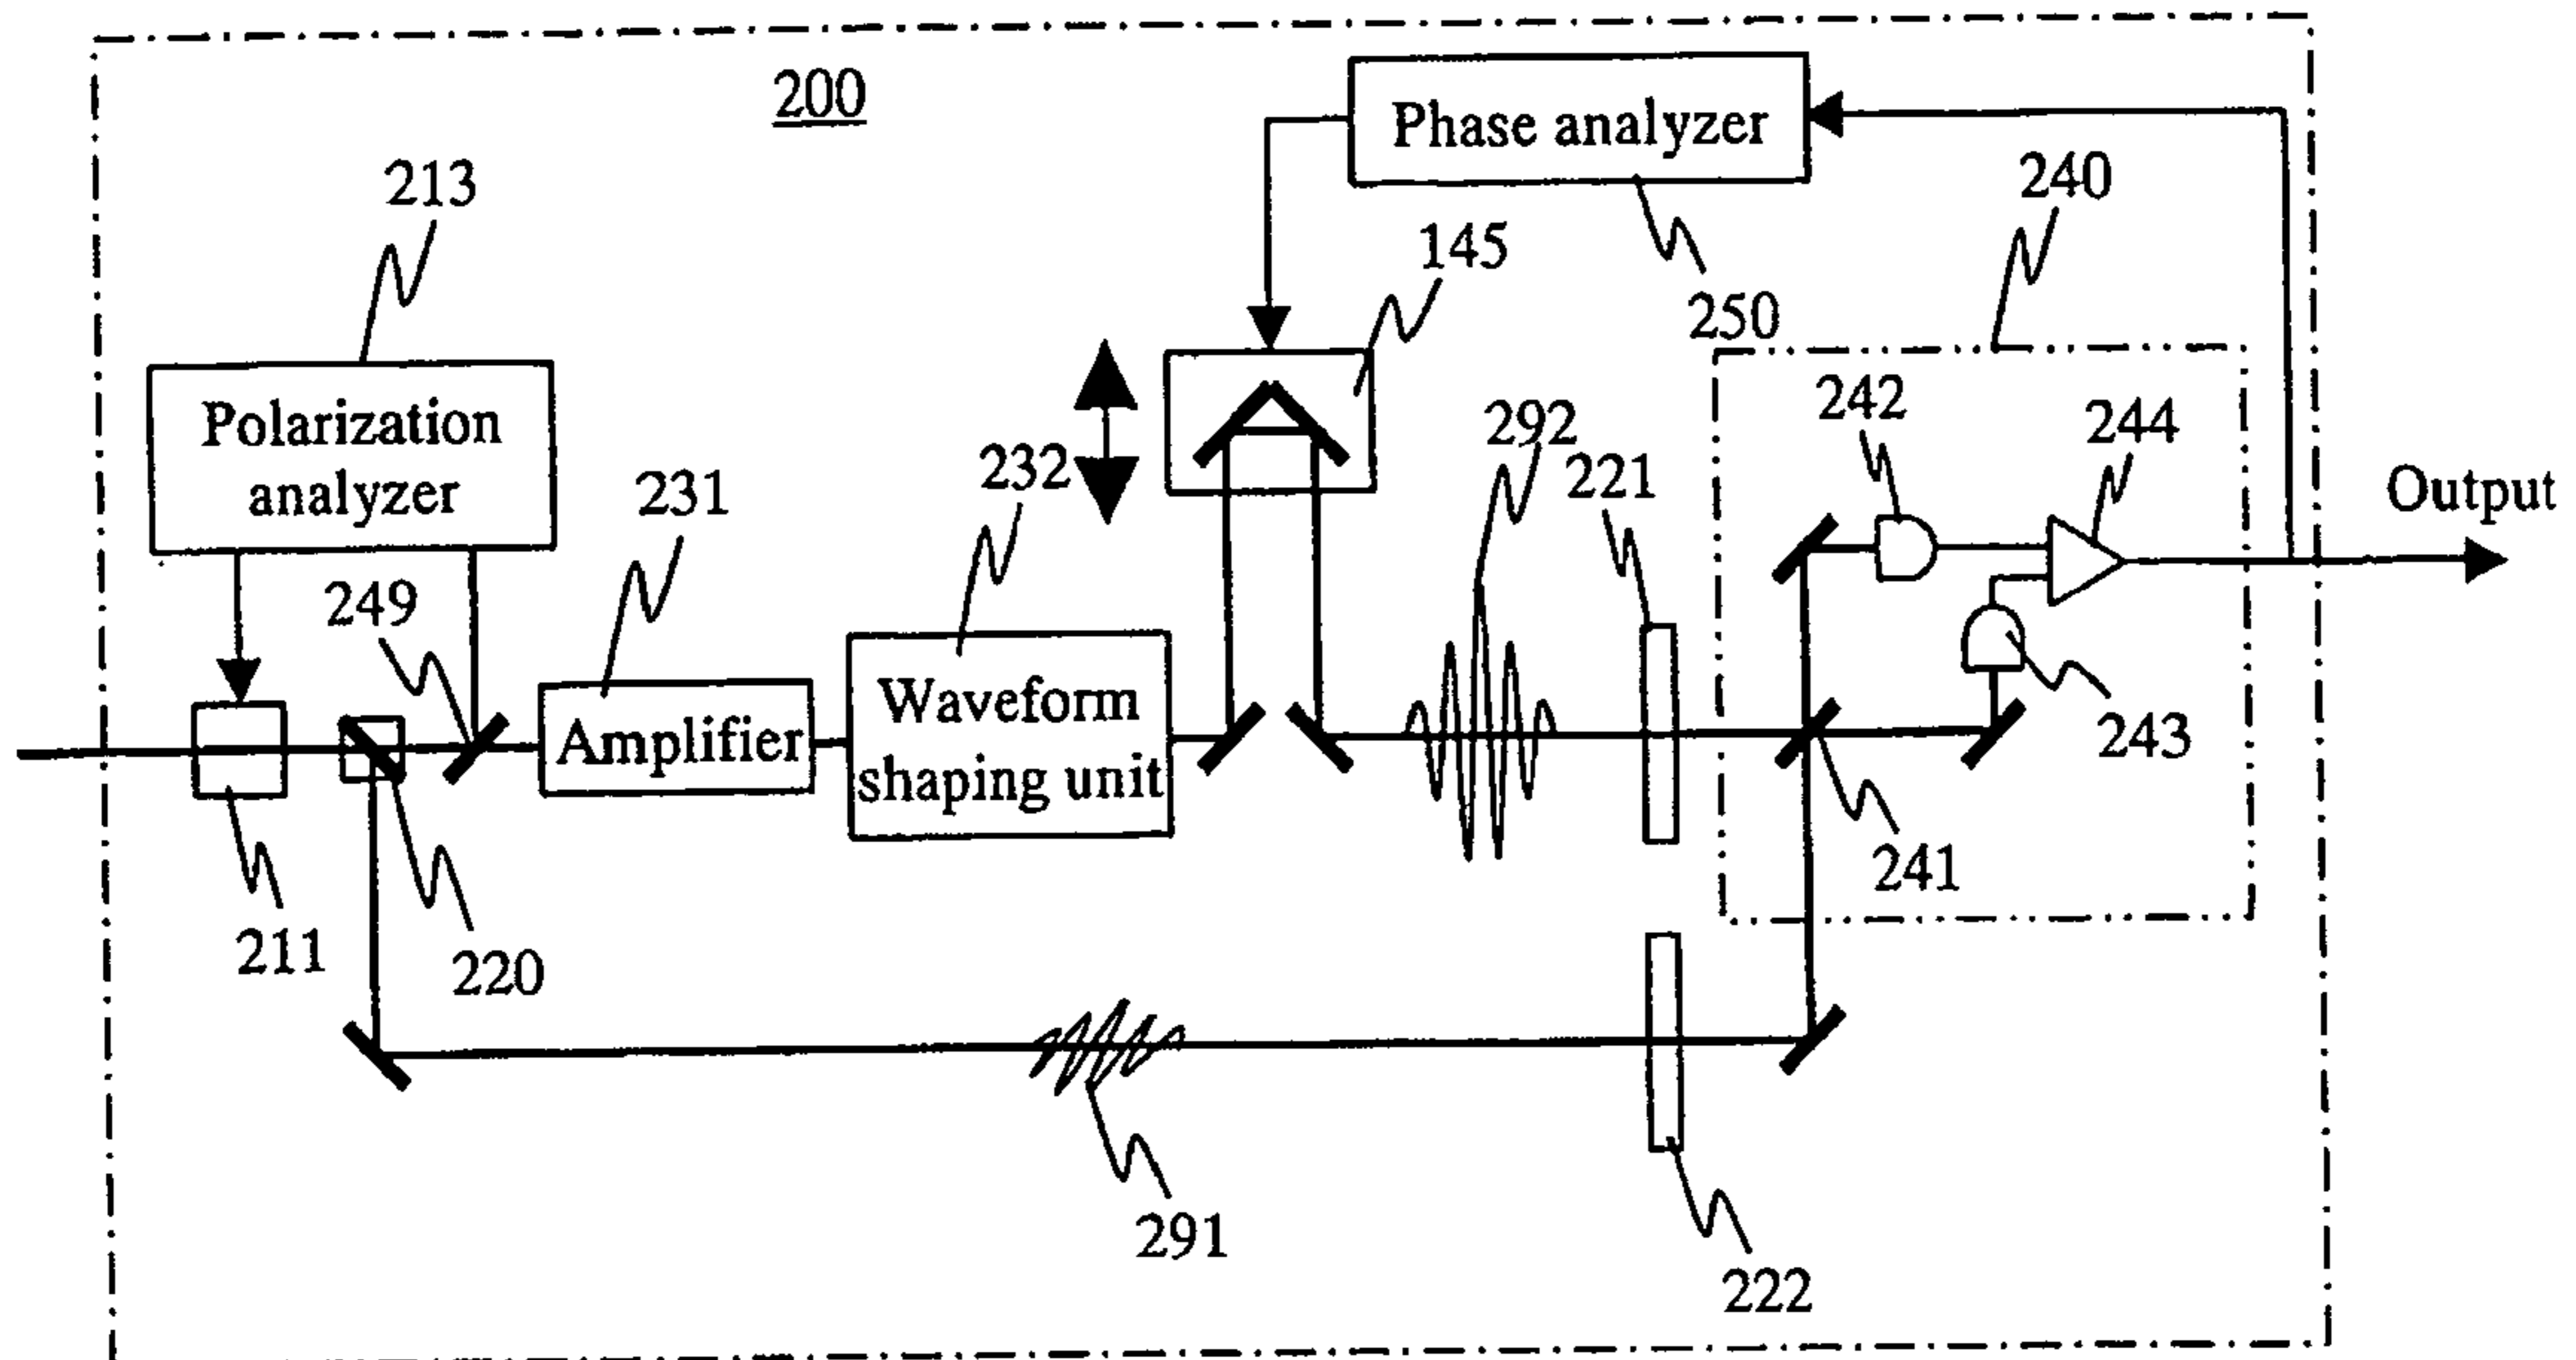 200
Phase analyzer
240
213
145
250
Polarization
analyzer
242
244
292
221
232
231
Output
249
Waveform
shaping unit
Amplifier
243
241
211
220
291
222